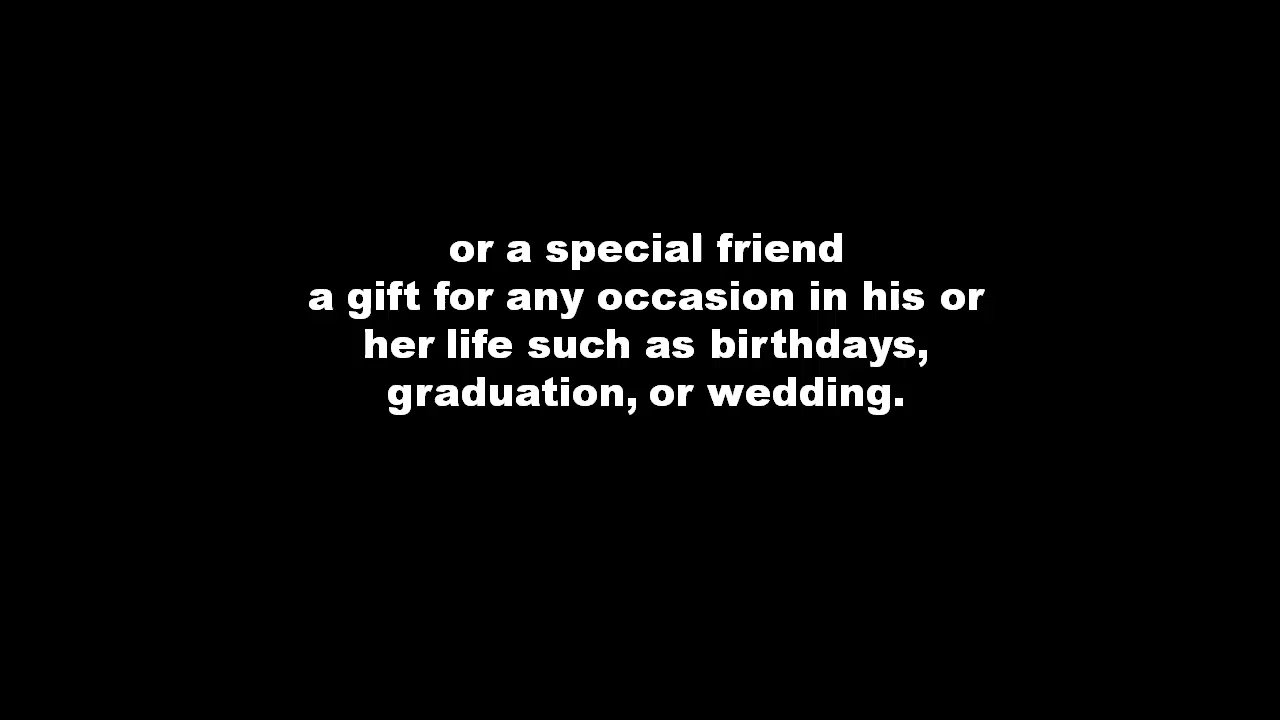 or a special friend
a gift for any occasion in his or
her life such as birthdays,
graduation, or wedding.